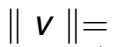 ‖ v ‖=